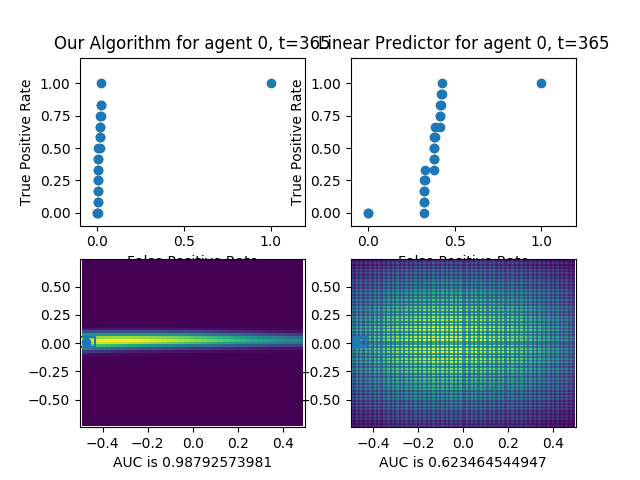 Our Algorithm for agent 0, t=365
Linear Predictor for agent 0, t=365
True Positive Rate
1.00
0.75
0.50
0.25
0.00
0.0 0.5 1.0
False Positive Rate
True Positive Rate
1.00
0.75
0.50
0.25
0.00
0.0 0.5 1.0
False Positive Rate
0.50
0.25
0.00
−0.25
−0.50
−0.4 −0.2 0.0 0.2 0.4
AUC is 0.98792573981
0.50
0.25
0.00
−0.25
−0.50
−0.4 −0.2 0.0 0.2 0.4
AUC is 0.623464544947